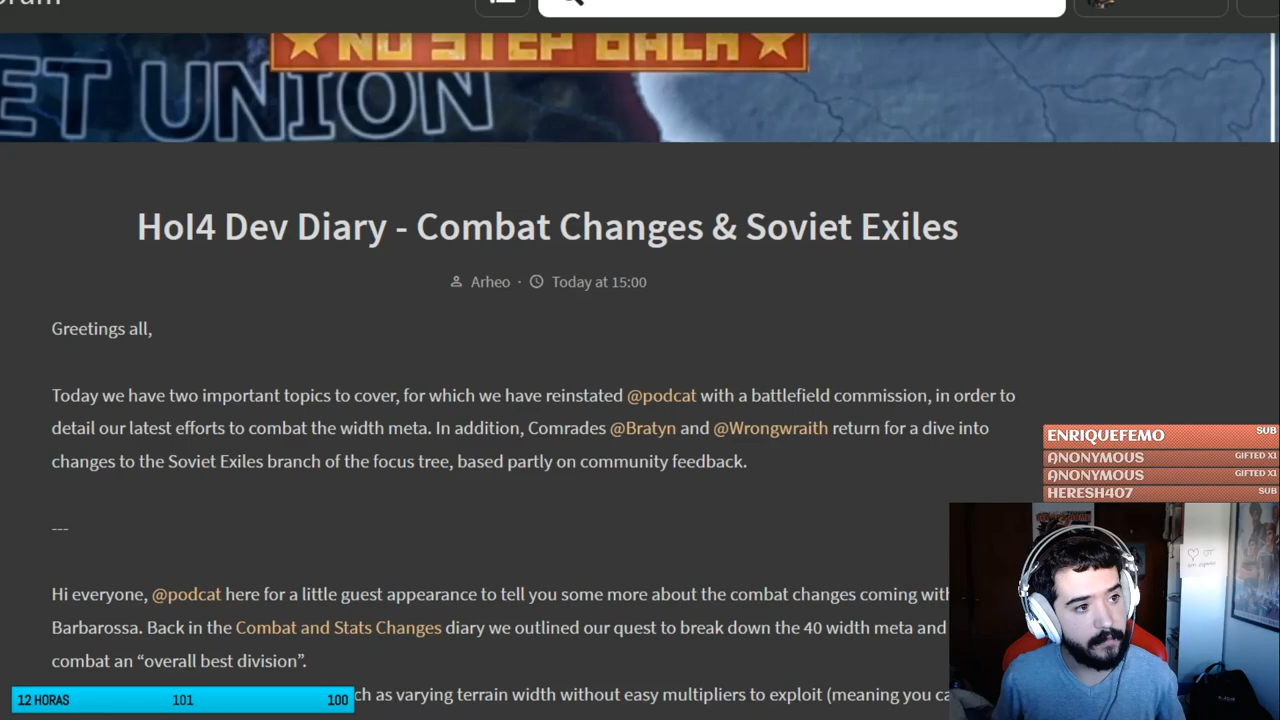 NO STEP BACK
ET UNION
HoI4 Dev Diary - Combat Changes & Soviet Exiles
Arheo · Today at 15:00
Greetings all,
Today we have two important topics to cover, for which we have reinstated @podcat with a battlefield commission, in order to
detail our latest efforts to combat the width meta. In addition, Comrades @Bratyn and @Wrongwraith return for a dive into
changes to the Soviet Exiles branch of the focus tree, based partly on community feedback.
---
Hi everyone, @podcat here for a little guest appearance to tell you some more about the combat changes coming with
Barbarossa. Back in the Combat and Stats Changes diary we outlined our quest to break down the 40 width meta and
combat an “overall best division”.
ch as varying terrain width without easy multipliers to exploit (meaning you ca
ENRIQUEFEMO SUB
ANONYMOUS GIFTED X1
ANONYMOUS GIFTED X1
HERESH407 SUB
12 HORAS 101 100